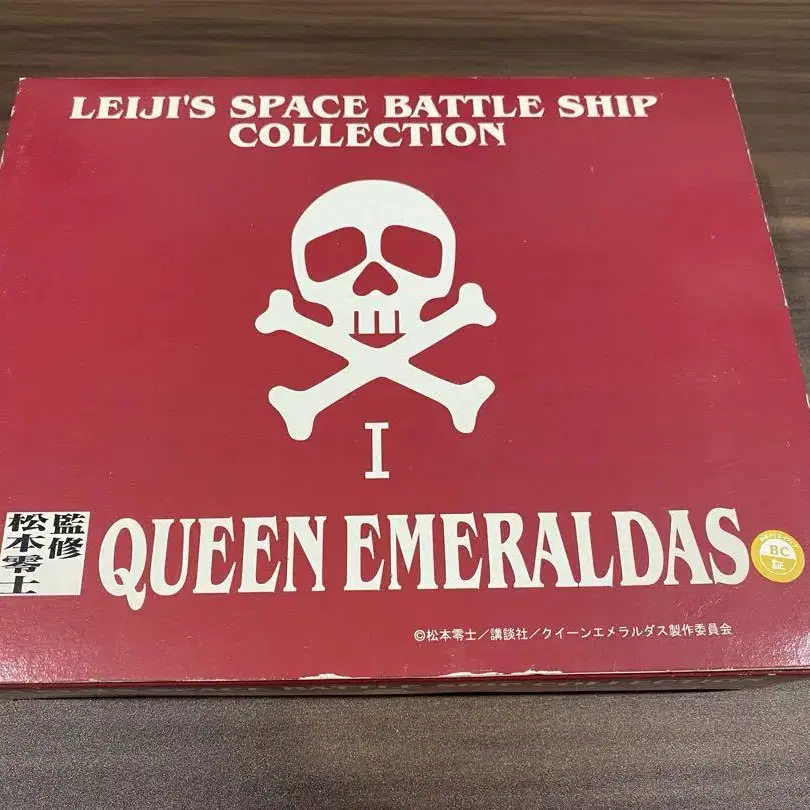 LEIJI'S SPACE BATTLE SHIP
COLLECTION
I
監修
松本零士
QUEEN EMERALDAS
BC
証
©松本零士/講談社/クイーンエメラルダス製作委員会